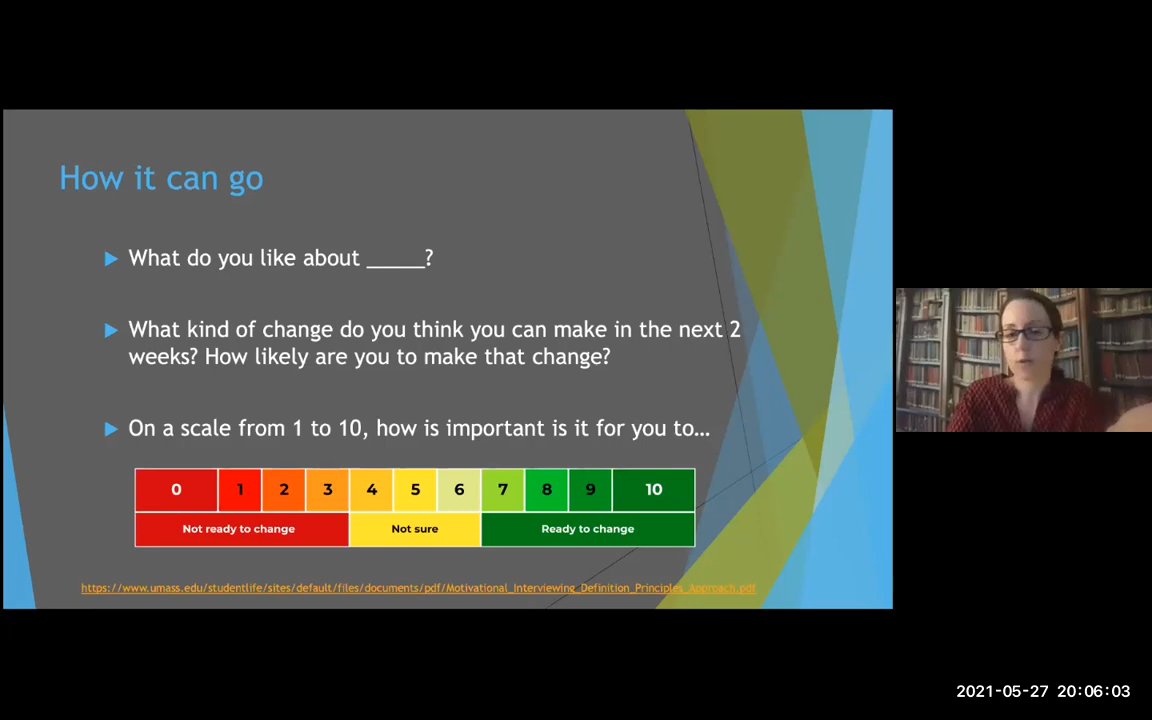 How it can go
What do you like about _____?
What kind of change do you think you can make in the next 2
weeks? How likely are you to make that change?
On a scale from 1 to 10, how is important is it for you to…
0 1 2 3 4 5 6 7 8 9 10
Not ready to change Not sure Ready to change
https://www.umass.edu/studentlife/sites/default/files/documents/pdf/Motivational_Interviewing_Definition_Principles_Approach.pdf
2021-05-27 20:06:03